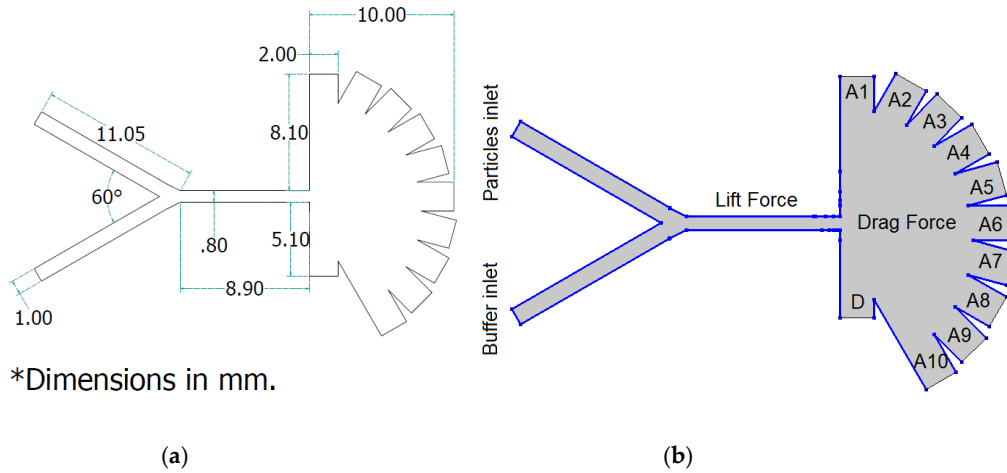 10.00
2.00
11.05
8.10
60°
.80
5.10
8.90
1.00
*Dimensions in mm.
(a)
Particles inlet
Buffer inlet
Lift Force
Drag Force
A1
A2
A3
A4
A5
A6
A7
A8
A9
A10
D
(b)